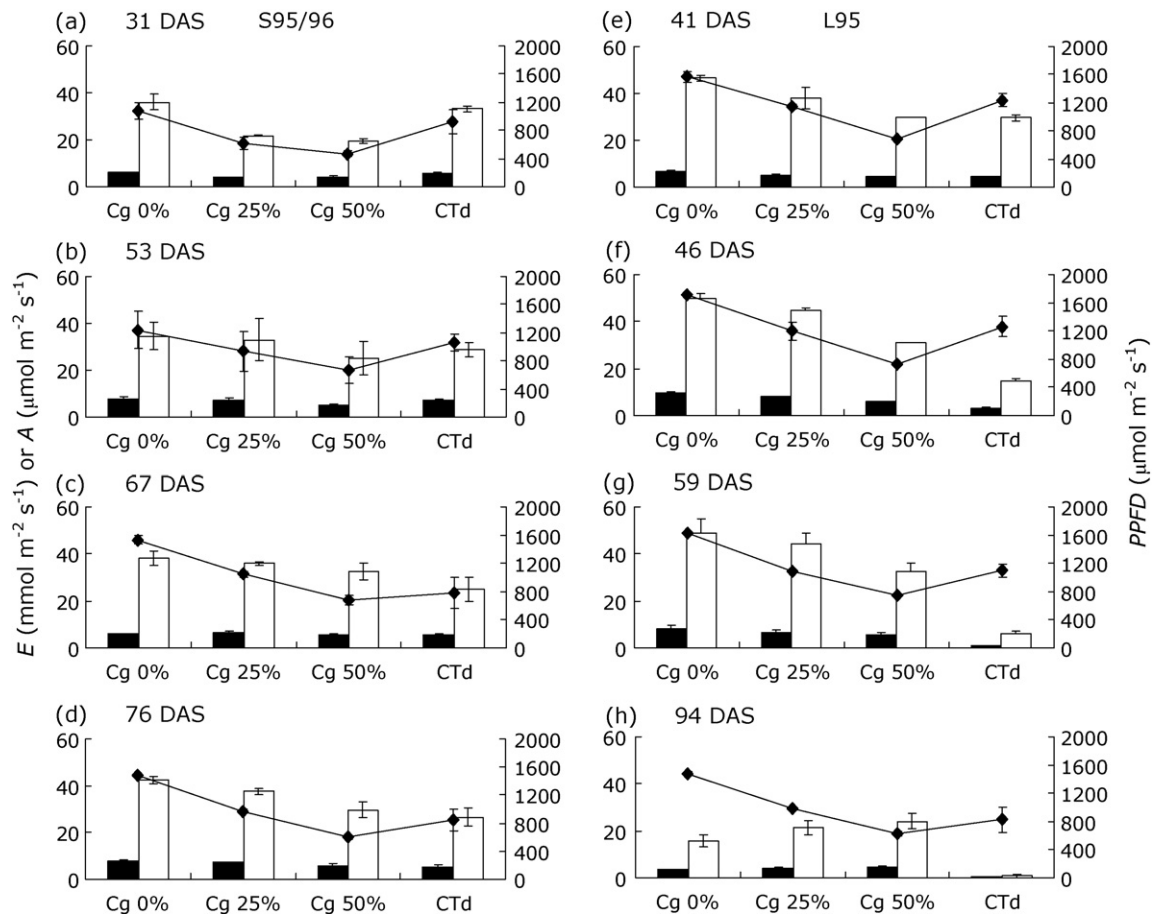 (a) 31 DAS S95/96
60 2000
1600
40 1200
20 800
400
0 0
Cg 0% Cg 25% Cg 50% CTd
(b) 53 DAS
60 2000
1600
40 1200
20 800
400
0 0
Cg 0% Cg 25% Cg 50% CTd
(c) 67 DAS
60 2000
1600
40 1200
20 800
400
0 0
Cg 0% Cg 25% Cg 50% CTd
(d) 76 DAS
60 2000
1600
40 1200
20 800
400
0 0
Cg 0% Cg 25% Cg 50% CTd
E (mmol m⁻² s⁻¹) or A (μmol m⁻² s⁻¹)
(e) 41 DAS L95
60 2000
1600
40 1200
20 800
400
0 0
Cg 0% Cg 25% Cg 50% CTd
(f) 46 DAS
60 2000
1600
40 1200
20 800
400
0 0
Cg 0% Cg 25% Cg 50% CTd
(g) 59 DAS
60 2000
1600
40 1200
20 800
400
0 0
Cg 0% Cg 25% Cg 50% CTd
(h) 94 DAS
60 2000
1600
40 1200
20 800
400
0 0
Cg 0% Cg 25% Cg 50% CTd
PPFD (μmol m⁻² s⁻¹)